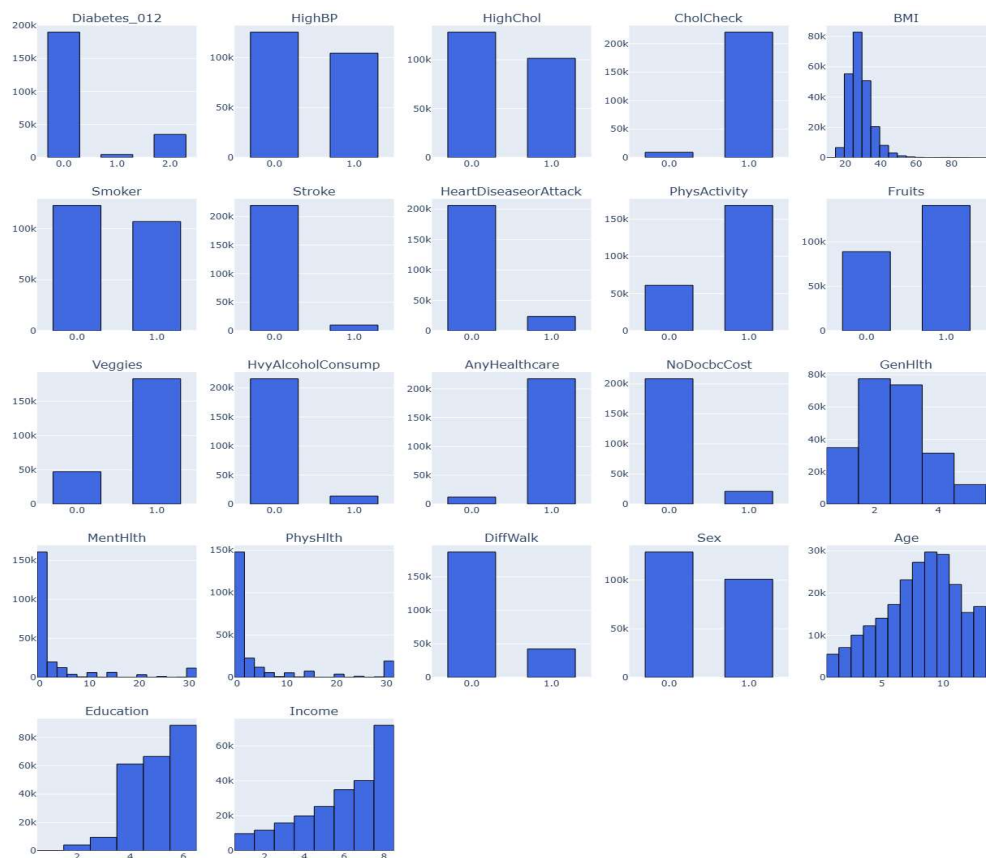 Diabetes_012 HighBP HighChol CholCheck BMI
200k
150k
100k
50k
0
0.0 1.0 2.0
100k
50k
0
0.0 1.0
100k
50k
0
0.0 1.0
200k
150k
100k
50k
0
0.0 1.0
80k
60k
40k
20k
0
20 40 60 80
Smoker Stroke HeartDiseaseorAttack PhysActivity Fruits
100k
50k
0
0.0 1.0
200k
150k
100k
50k
0
0.0 1.0
200k
150k
100k
50k
0
0.0 1.0
150k
100k
50k
0
0.0 1.0
100k
50k
0
0.0 1.0
Veggies HvyAlcoholConsump AnyHealthcare NoDocbcCost GenHlth
150k
100k
50k
0
0.0 1.0
200k
150k
100k
50k
0
0.0 1.0
200k
150k
100k
50k
0
0.0 1.0
200k
150k
100k
50k
0
0.0 1.0
80k
60k
40k
20k
0
2 4
MentHlth PhysHlth DiffWalk Sex Age
150k
100k
50k
0
0 10 20 30
150k
100k
50k
0
0 10 20 30
150k
100k
50k
0
0.0 1.0
100k
50k
0
0.0 1.0
30k
20k
10k
0
5 10
Education Income
80k
60k
40k
20k
0
2 4 6
60k
40k
20k
0
2 4 6 8